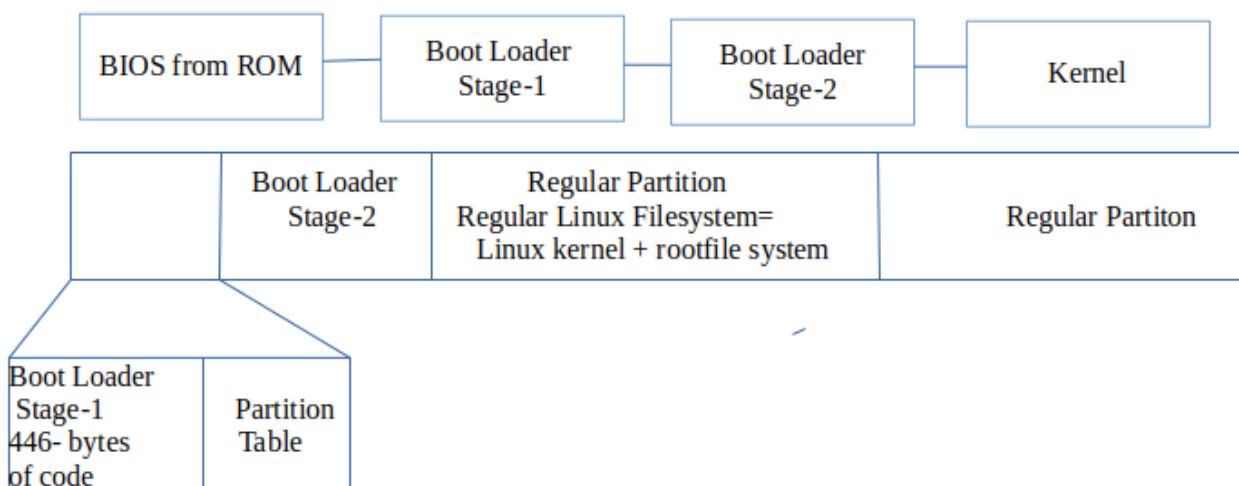 BIOS from ROM
Boot Loader
Stage-1
Boot Loader
Stage-2
Kernel
Boot Loader
Stage-2
Regular Partition
Regular Linux Filesystem=
Linux kernel + rootfile system
Regular Partiton
Boot Loader
Stage-1
446- bytes
of code
Partition
Table